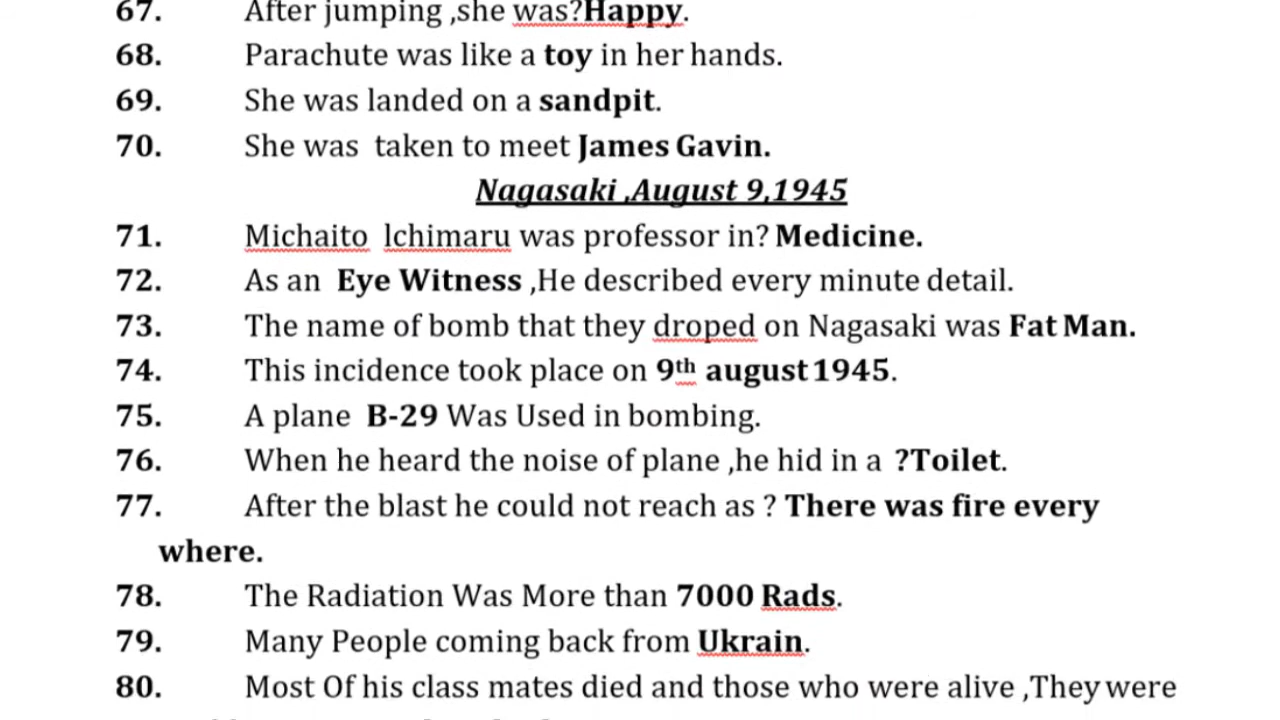 67. After jumping ,she was?Happy.
68. Parachute was like a toy in her hands.
69. She was landed on a sandpit.
70. She was taken to meet James Gavin.
Nagasaki ,August 9,1945
71. Michaito Ichimaru was professor in? Medicine.
72. As an Eye Witness ,He described every minute detail.
73. The name of bomb that they droped on Nagasaki was Fat Man.
74. This incidence took place on 9th august 1945.
75. A plane B-29 Was Used in bombing.
76. When he heard the noise of plane ,he hid in a ?Toilet.
77. After the blast he could not reach as ? There was fire every
where.
78. The Radiation Was More than 7000 Rads.
79. Many People coming back from Ukrain.
80. Most Of his class mates died and those who were alive ,They were